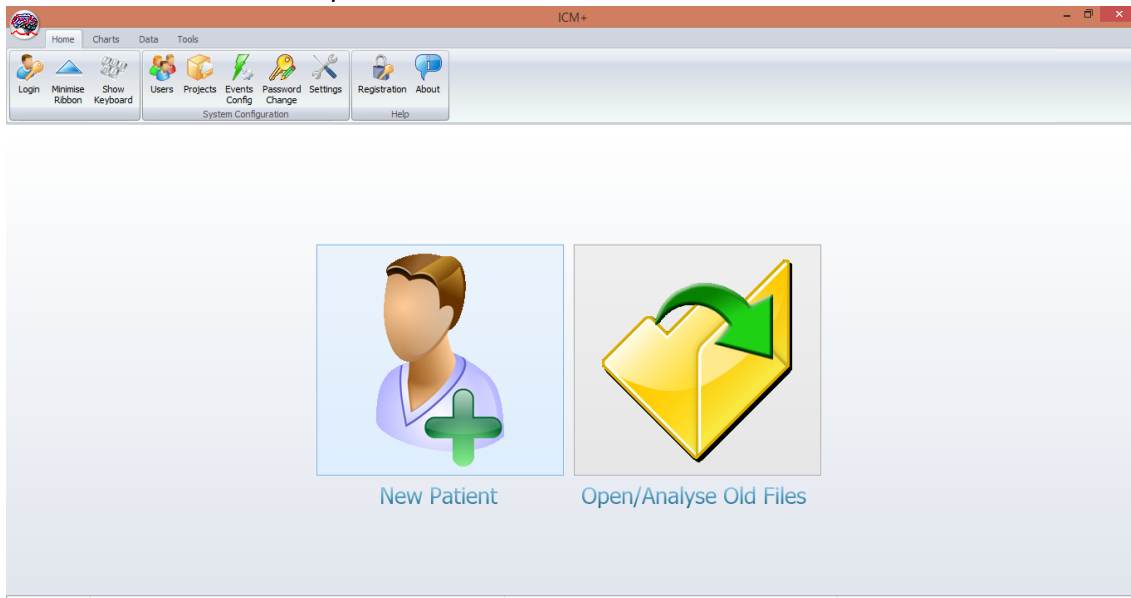 ICM+
Home Charts Data Tools
Login Minimise Ribbon Show Keyboard Users Projects Events Config Password Change Settings Registration About
System Configuration Help
New Patient Open/Analyse Old Files